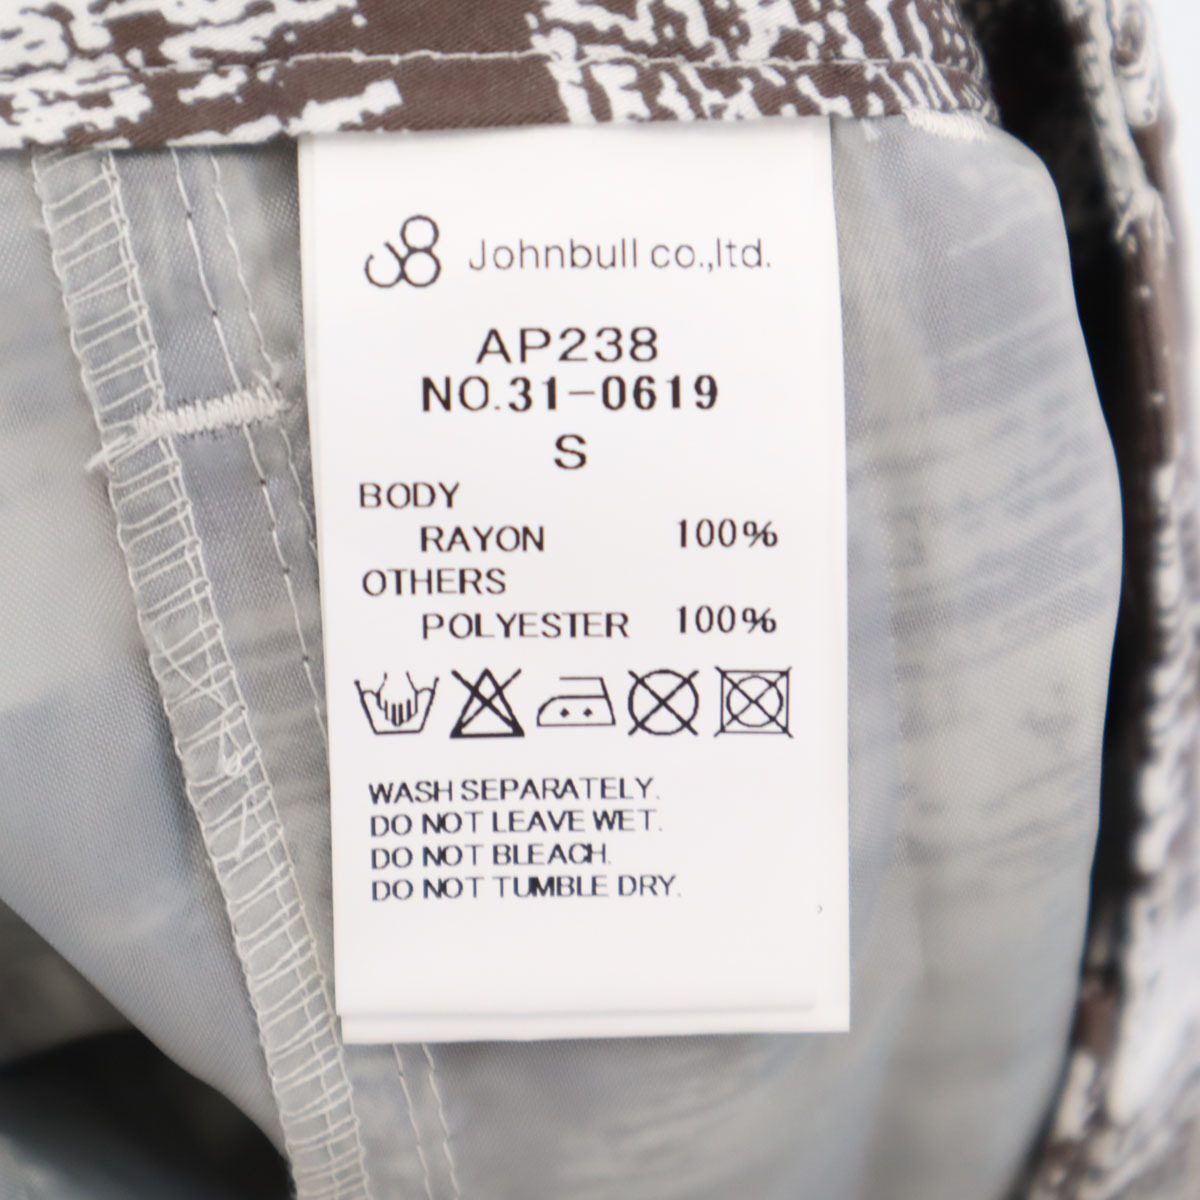 Johnbull co.,ltd.
AP238
NO.31-0619
S
BODY
RAYON 100%
OTHERS
POLYESTER 100%
WASH SEPARATELY.
DO NOT LEAVE WET.
DO NOT BLEACH.
DO NOT TUMBLE DRY.